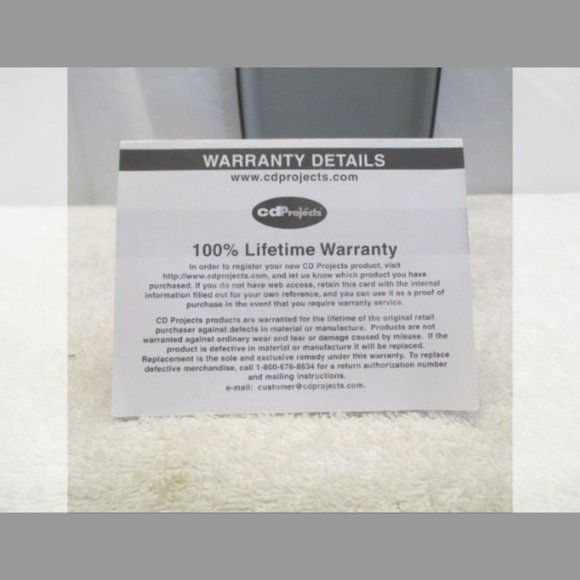 WARRANTY DETAILS
www.cdprojects.com
cdProjects
100% Lifetime Warranty
In order to register your new CD Projects product, visit
http://www.cdprojects.com, and let us know which product you have
purchased. If you do not have web access, retain this card with the internal
information filled out for your own reference, and you can use it as a proof of
purchase in the event that you require warranty service.
CD Projects products are warranted for the lifetime of the original retail
purchaser against defects in material or manufacture. Products are not
warranted against ordinary wear and tear or damage caused by misuse. If the
product is defective in material or manufacture it will be replaced.
Replacement is the sole and exclusive remedy under this warranty. To replace
defective merchandise, call 1-800-676-8634 for a return authorization number
and mailing instructions.
e-mail: customer@cdprojects.com.